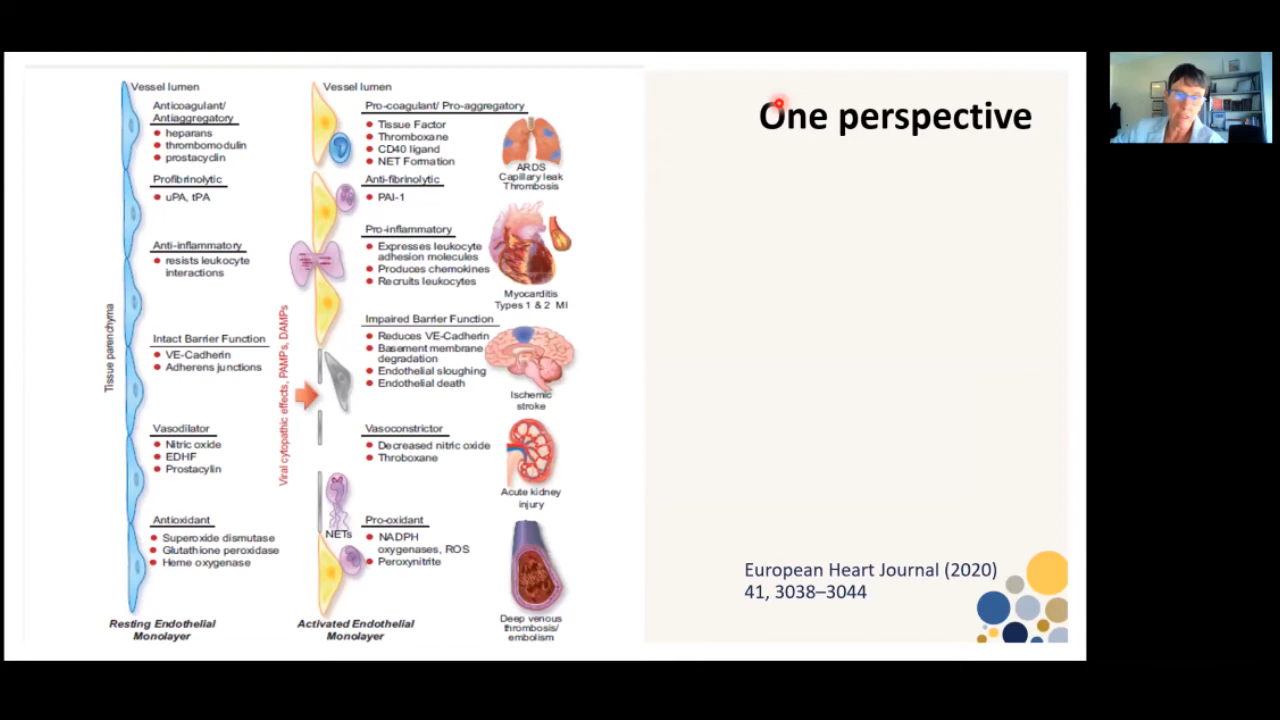 One perspective
Vessel lumen
Anticoagulant/
Antiaggregatory
heparans
thrombomodulin
prostacyclin
Profibrinolytic
uPA, tPA
Anti-inflammatory
resists leukocyte
interactions
Intact Barrier Function
VE-Cadherin
Adherens junctions
Vasodilator
Nitric oxide
EDHF
Prostacylin
Antioxidant
Superoxide dismutase
Glutathione peroxidase
Heme oxygenase
Tissue parenchyma
Resting Endothelial
Monolayer
Vessel lumen
Pro-coagulant/ Pro-aggregatory
Tissue Factor
Thromboxane
CD40 ligand
NET Formation
Anti-fibrinolytic
PAI-1
Pro-inflammatory
Expresses leukocyte
adhesion molecules
Produces chemokines
Recruits leukocytes
Impaired Barrier Function
Reduces VE-Cadherin
Basement membrane
degradation
Endothelial sloughing
Endothelial death
Vasoconstrictor
Decreased nitric oxide
Throboxane
Pro-oxidant
NADPH
oxygenases, ROS
Peroxynitrite
Viral cytopathic effects, PAMPs, DAMPs
NETs
Activated Endothelial
Monolayer
ARDS
Capillary leak
Thrombosis
Myocarditis
Types 1 & 2 MI
Ischemic
stroke
Acute kidney
injury
Deep venous
thrombosis/
embolism
European Heart Journal (2020)
41, 3038–3044